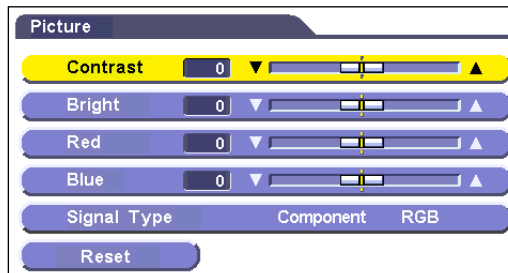 Picture
Contrast 0 ▼ ▲
Bright 0 ▼ ▲
Red 0 ▼ ▲
Blue 0 ▼ ▲
Signal Type Component RGB
Reset